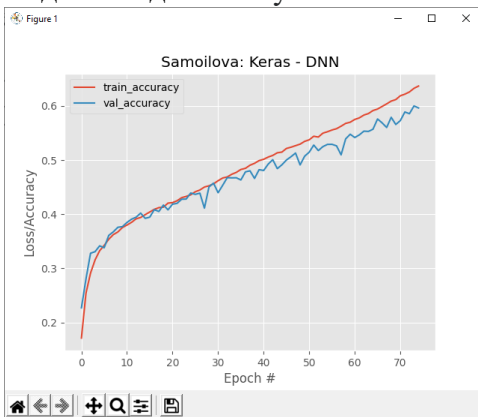 Figure 1
Samoilova: Keras - DNN
train_accuracy
val_accuracy
Loss/Accuracy
0.6
0.5
0.4
0.3
0.2
0 10 20 30 40 50 60 70
Epoch #